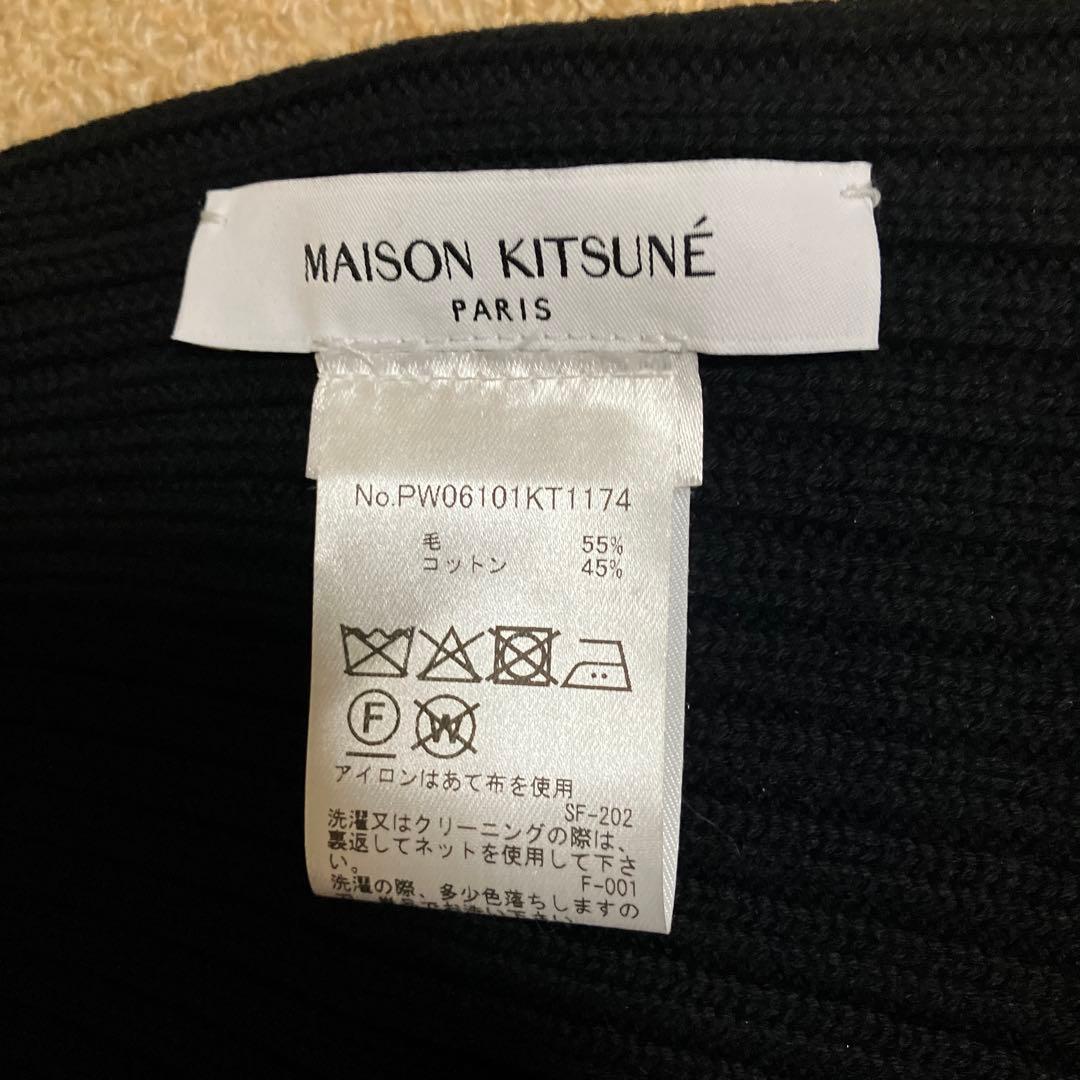 MAISON KITSUNÉ
PARIS
No.PW06101KT1174
毛 55%
コットン 45%
F W
アイロンはあて布を使用
SF-202
洗濯又はクリーニングの際は、
裏返してネットを使用して下さ
い。
F-001
洗濯の際、多少色落ちしますの